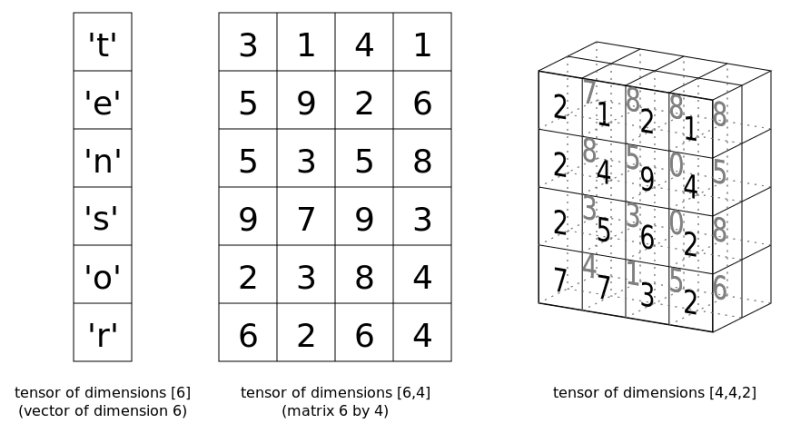 't'
'e'
'n'
's'
'o'
'r'
tensor of dimensions [6]
(vector of dimension 6)
3 1 4 1
5 9 2 6
5 3 5 8
9 7 9 3
2 3 8 4
6 2 6 4
tensor of dimensions [6,4]
(matrix 6 by 4)
2 7 1 8 2 8 1 8
2 8 4 5 9 0 4 5
2 3 5 3 6 0 2 8
7 4 7 1 3 5 2 6
tensor of dimensions [4,4,2]